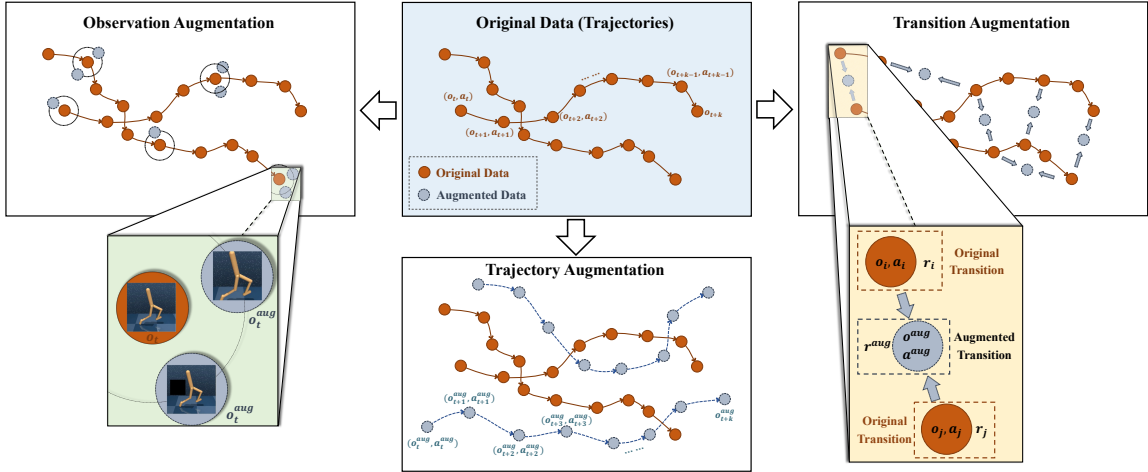 Observation Augmentation
o_t
o_t^{aug}
o_t^{aug}
Original Data (Trajectories)
(o_t, a_t)
(o_{t+1}, a_{t+1})
(o_{t+2}, a_{t+2})
......
(o_{t+k-1}, a_{t+k-1})
o_{t+k}
Original Data
Augmented Data
Trajectory Augmentation
(o_t^{aug}, a_t^{aug})
(o_{t+1}^{aug}, a_{t+1}^{aug})
(o_{t+2}^{aug}, a_{t+2}^{aug})
(o_{t+3}^{aug}, a_{t+3}^{aug})
......
o_{t+k}^{aug}
Transition Augmentation
o_i, a_i
r_i
Original
Transition
r^{aug}
o^{aug}
a^{aug}
Augmented
Transition
Original
Transition
o_j, a_j
r_j